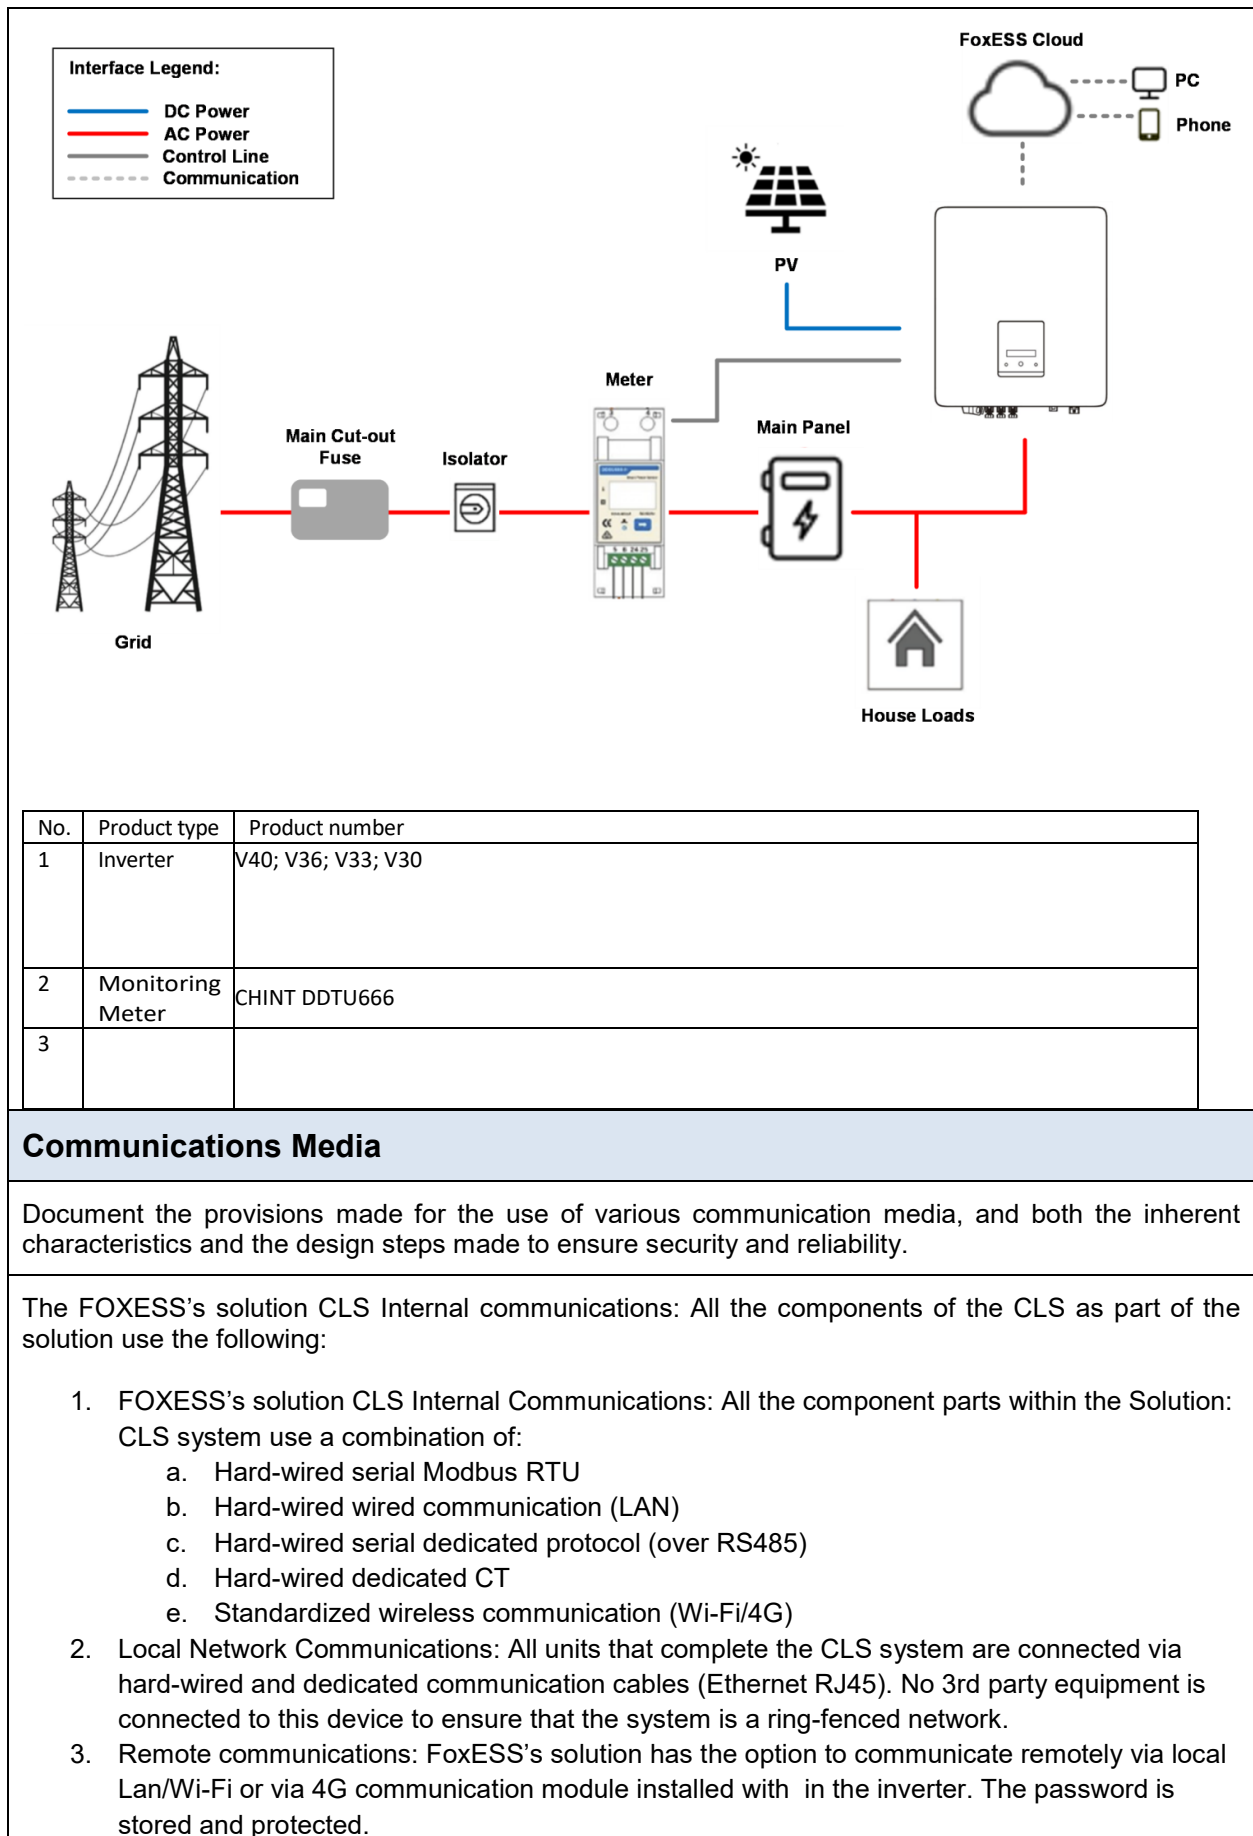 FoxESS Cloud
PC
Phone
Interface Legend:
DC Power
AC Power
Control Line
Communication
PV
Meter
Main Cut-out
Fuse
Isolator
Main Panel
5 6 24 25
Grid
House Loads
No. Product type Product number
1 Inverter V40; V36; V33; V30
2 Monitoring
Meter CHINT DDTU666
3
Communications Media
Document the provisions made for the use of various communication media, and both the inherent
characteristics and the design steps made to ensure security and reliability.
The FOXESS’s solution CLS Internal communications: All the components of the CLS as part of the
solution use the following:
1. FOXESS’s solution CLS Internal Communications: All the component parts within the Solution:
CLS system use a combination of:
a. Hard-wired serial Modbus RTU
b. Hard-wired wired communication (LAN)
c. Hard-wired serial dedicated protocol (over RS485)
d. Hard-wired dedicated CT
e. Standardized wireless communication (Wi-Fi/4G)
2. Local Network Communications: All units that complete the CLS system are connected via
hard-wired and dedicated communication cables (Ethernet RJ45). No 3rd party equipment is
connected to this device to ensure that the system is a ring-fenced network.
3. Remote communications: FoxESS’s solution has the option to communicate remotely via local
Lan/Wi-Fi or via 4G communication module installed with in the inverter. The password is
stored and protected.